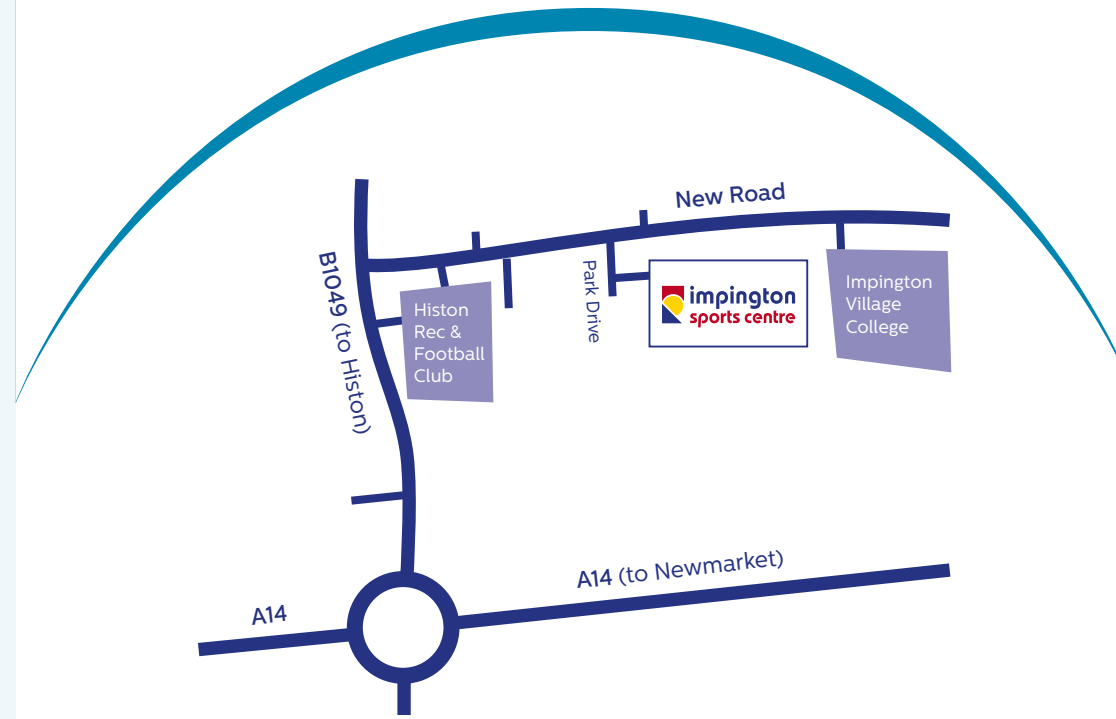 New Road
B1049 (to Histon)
Park Drive
impington
sports centre
Impington
Village
College
Histon
Rec &
Football
Club
A14 (to Newmarket)
A14